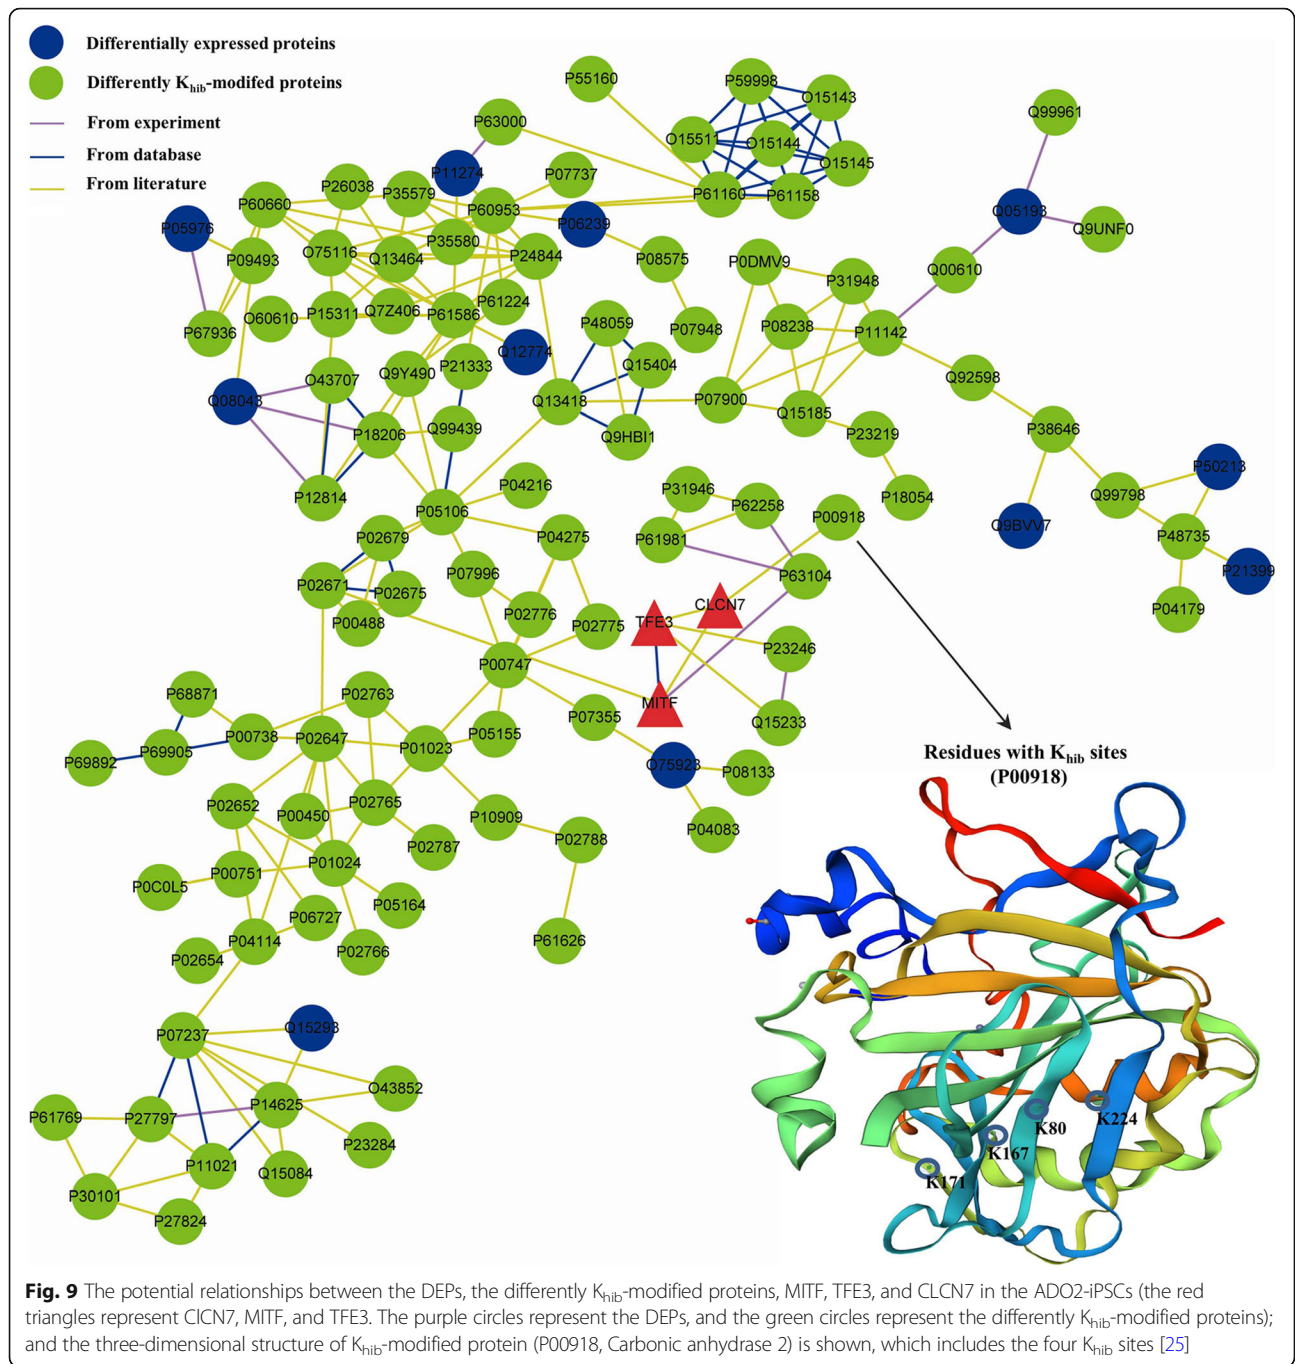 Differentially expressed proteins
Differently Khib-modifed proteins
From experiment
From database
From literature
P55160
P59998
O15143
Q99961
P63000
O15511
O15144
O15145
P11274
P07737
P26038
P35579
P61160
P61158
P60660
P60953
P06239
Q05193
Q9UNF0
P05976
P35580
O75116
Q13464
P24844
P08575
P0DMV9
Q00610
P09493
P31948
P67936
O60610
P15311
Q7Z406
P61586
P61224
P48059
P07948
P08238
P11142
Q12774
Q15404
O43707
Q9Y490
P21333
Q92598
Q08043
Q13418
P07900
Q15185
P18206
Q99439
Q9HBI1
P23219
P38646
P12814
P04216
P31946
P62258
P00918
P18054
Q99798
P50213
P05106
P02679
P04275
P61981
Q9BVV7
P48735
P02671
P02675
P07996
P63104
P21399
P00488
P02776
P02775
TFE3
CLCN7
P04179
P00747
P23246
P68871
P02763
MITF
P07355
Q15233
P69892
P69905
P00738
P02647
P01023
P05155
O75923
P08133
Residues with Khib sites
(P00918)
P02652
P00450
P02765
P10909
P02787
P02788
P04083
P0C0L5
P00751
P01024
P05164
P06727
P02654
P04114
P02766
P61626
P07237
Q15293
P61769
P27797
P14625
O43852
P23284
P11021
Q15084
P30101
P27824
K80
K224
K167
K171
Fig. 9 The potential relationships between the DEPs, the differently Khib-modified proteins, MITF, TFE3, and CLCN7 in the ADO2-iPSCs (the red
triangles represent ClCN7, MITF, and TFE3. The purple circles represent the DEPs, and the green circles represent the differently Khib-modified proteins);
and the three-dimensional structure of Khib-modified protein (P00918, Carbonic anhydrase 2) is shown, which includes the four Khib sites [25]